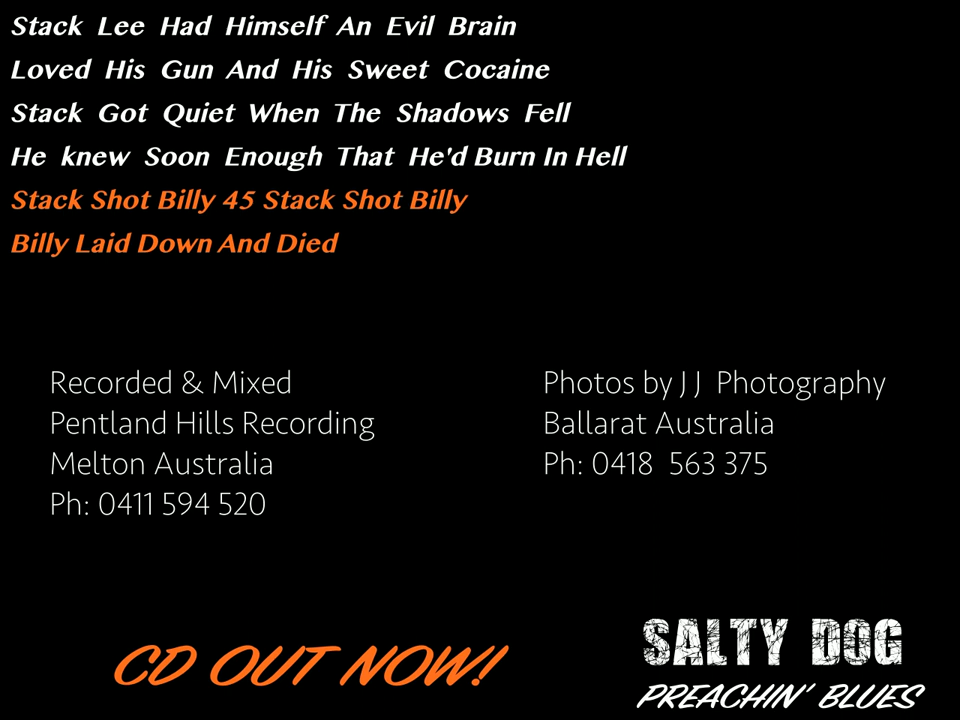 Stack Lee Had Himself An Evil Brain
Loved His Gun And His Sweet Cocaine
Stack Got Quiet When The Shadows Fell
He knew Soon Enough That He'd Burn In Hell
Stack Shot Billy 45 Stack Shot Billy
Billy Laid Down And Died
Recorded & Mixed
Pentland Hills Recording
Melton Australia
Ph: 0411 594 520
Photos by J J Photography
Ballarat Australia
Ph: 0418 563 375
CD OUT NOW!
SALTY DOG
PREACHIN' BLUES